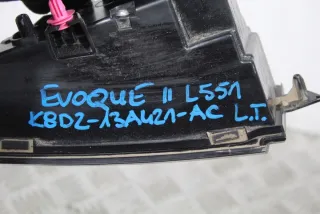 EVOQUE II L551
K8D2-13A421-AC L.T.